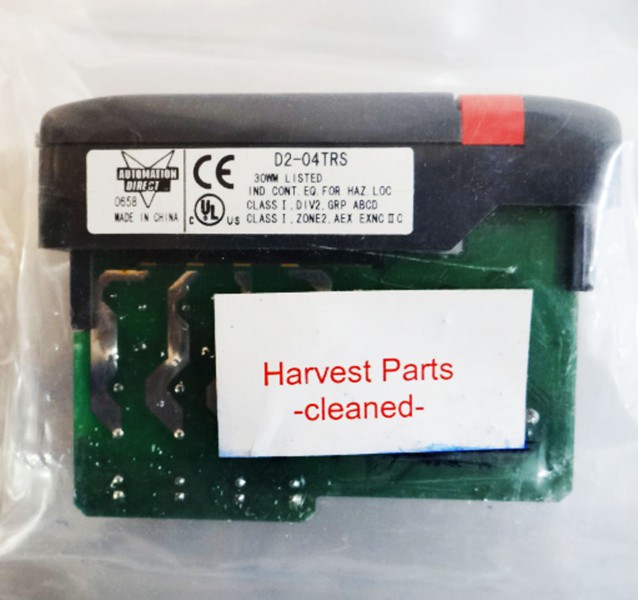 AUTOMATION
DIRECT
0658
MADE IN CHINA
CE
C UL US
D2-04TRS
30WM LISTED
IND CONT. EQ. FOR HAZ. LOC
CLASS I, DIV2, GRP ABCD
CLASS I, ZONE2, AEX EXNC Ⅱ C
Harvest Parts
-cleaned-